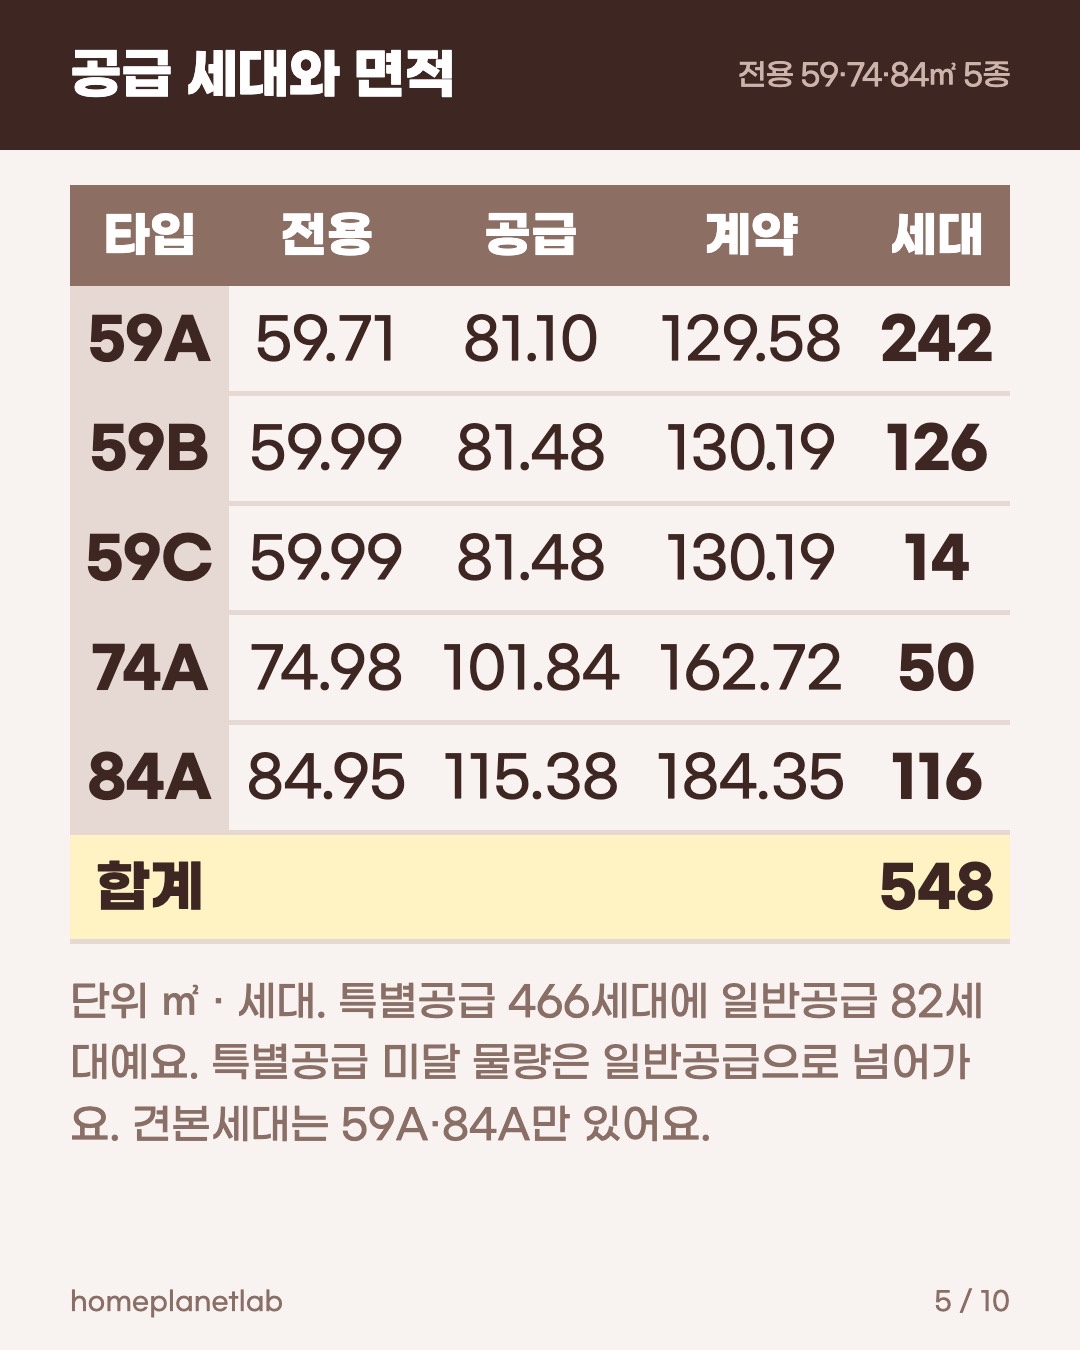 공급 세대와 면적
전용 59·74·84㎡ 5종
타입 전용 공급 계약 세대
59A 59.71 81.10 129.58 242
59B 59.99 81.48 130.19 126
59C 59.99 81.48 130.19 14
74A 74.98 101.84 162.72 50
84A 84.95 115.38 184.35 116
합계 548
단위 ㎡ · 세대. 특별공급 466세대에 일반공급 82세
대예요. 특별공급 미달 물량은 일반공급으로 넘어가
요. 견본세대는 59A·84A만 있어요.
homeplanetlab
5 / 10